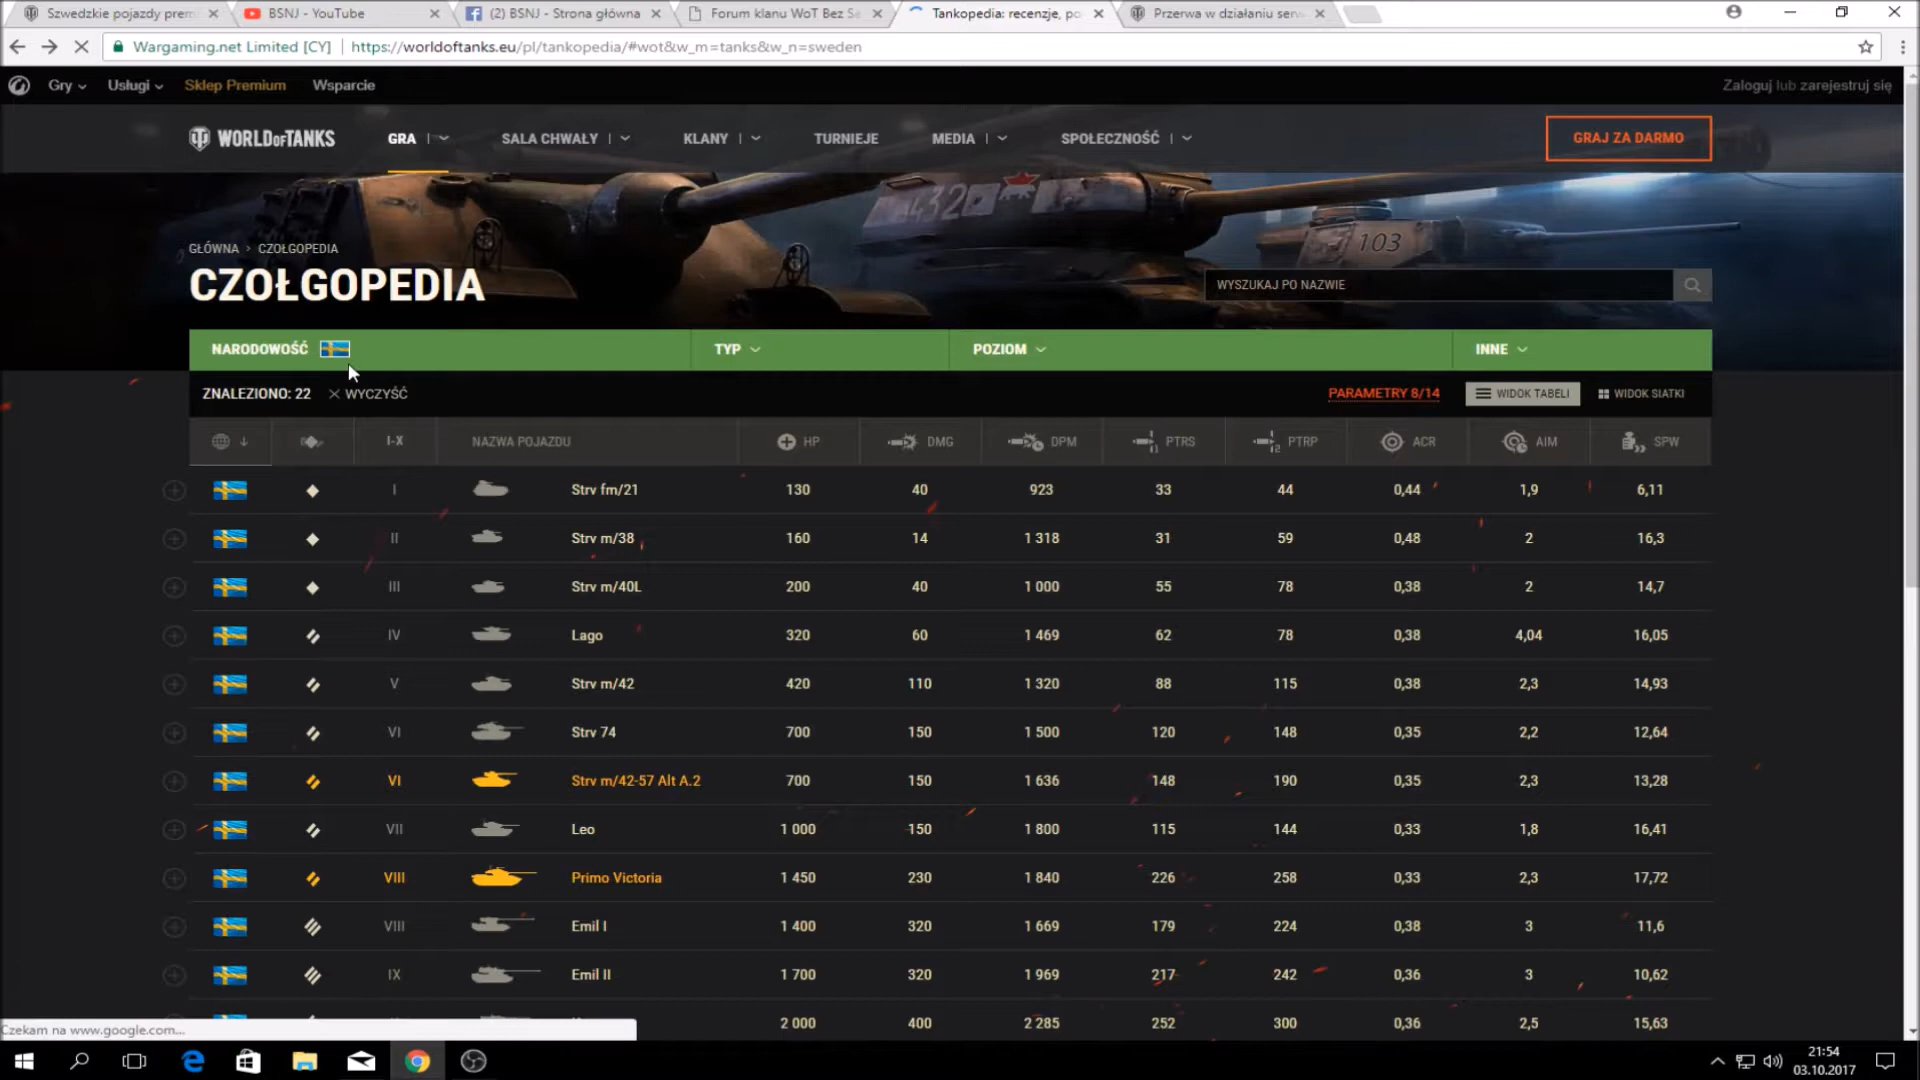 Szwedzkie pojazdy prem
BSNJ - YouTube
(2) BSNJ - Strona główna
Forum klanu WoT Bez Se
Tankopedia: recenzje, po
Przerwa w działaniu serw
Wargaming.net Limited [CY] https://worldoftanks.eu/pl/tankopedia/#wot&w_m=tanks&w_n=sweden
Gry Usługi Sklep Premium Wsparcie Zaloguj lub zarejestruj się
WORLD OF TANKS GRA SALA CHWAŁY KLANY TURNIEJE MEDIA SPOŁECZNOŚĆ GRAJ ZA DARMO
432
103
GŁÓWNA > CZOŁGOPEDIA
CZOŁGOPEDIA
WYSZUKAJ PO NAZWIE
NARODOWOŚĆ TYP POZIOM INNE
ZNALEZIONO: 22 × WYCZYŚĆ PARAMETRY 8/14 WIDOK TABELI WIDOK SIATKI
I-X NAZWA POJAZDU HP DMG DPM PTRS PTRP ACR AIM SPW
I Strv fm/21 130 40 923 33 44 0,44 1,9 6,11
II Strv m/38 160 14 1 318 31 59 0,48 2 16,3
III Strv m/40L 200 40 1 000 55 78 0,38 2 14,7
IV Lago 320 60 1 469 62 78 0,38 4,04 16,05
V Strv m/42 420 110 1 320 88 115 0,38 2,3 14,93
VI Strv 74 700 150 1 500 120 148 0,35 2,2 12,64
VI Strv m/42-57 Alt A.2 700 150 1 636 148 190 0,35 2,3 13,28
VII Leo 1 000 150 1 800 115 144 0,33 1,8 16,41
VIII Primo Victoria 1 450 230 1 840 226 258 0,33 2,3 17,72
VIII Emil I 1 400 320 1 669 179 224 0,38 3 11,6
IX Emil II 1 700 320 1 969 217 242 0,36 3 10,62
2 000 400 2 285 252 300 0,36 2,5 15,63
Czekam na www.google.com...
21:54
03.10.2017